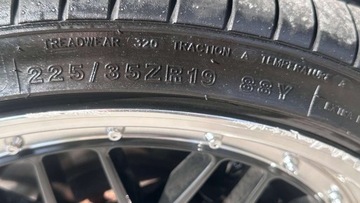 TREADWEAR 320 TRACTION A TEMPERATURE A
225/35ZR19 88Y